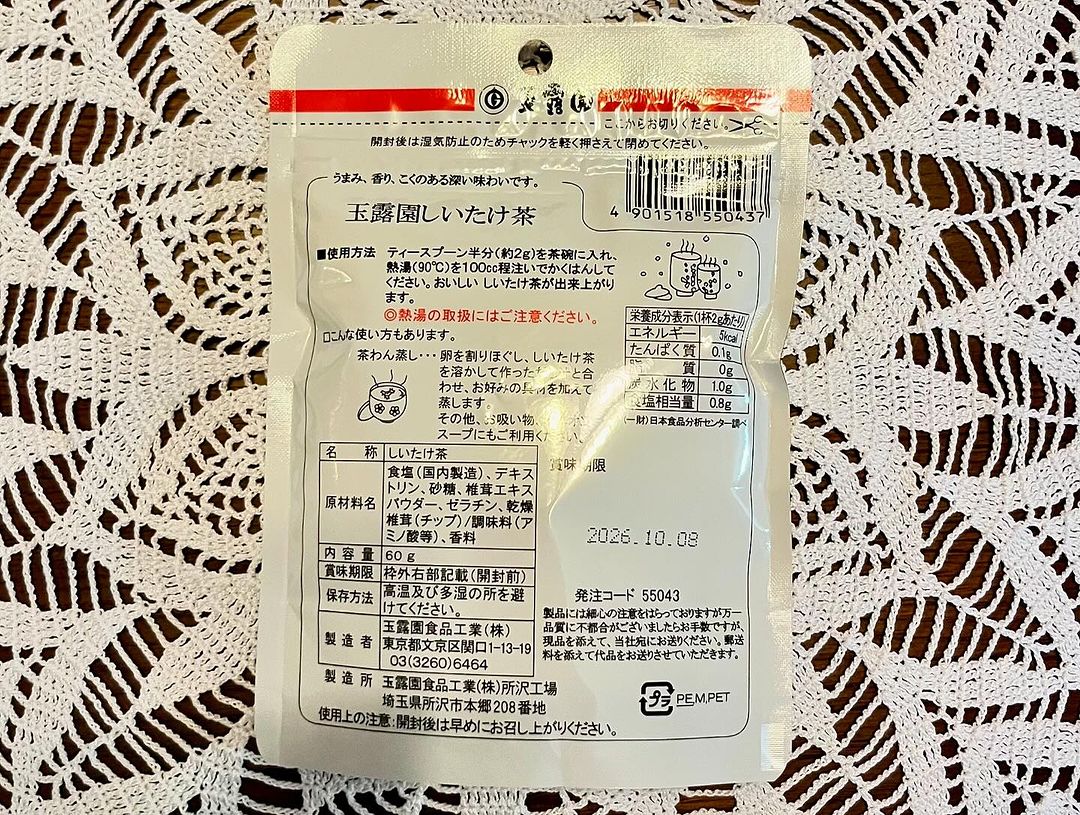 玉露園
ここからお切りください。
開封後は湿気防止のためチャックを軽く押さえて閉めてください。
うまみ、香り、こくのある深い味わいです。
4 901518 550437
玉露園しいたけ茶
■使用方法 ティースプーン半分(約2g)を茶碗に入れ、
熱湯(90℃)を100cc程注いでかくはんして
ください。おいしい しいたけ茶が出来上がり
ます。
◎熱湯の取扱にはご注意ください。
□こんな使い方もあります。
茶わん蒸し･･･卵を割りほぐし、しいたけ茶
を溶かして作っただし汁と合
わせ、お好みの具材を加えて
蒸します。
その他、お吸い物
スープにもご利用ください。
栄養成分表示(1杯2gあたり)
エネルギー 5kcal
たんぱく質 0.1g
脂質 0g
炭水化物 1.0g
食塩相当量 0.8g
(一財)日本食品分析センター調べ
名称 しいたけ茶
原材料名 食塩(国内製造)、デキス
トリン、砂糖、椎茸エキス
パウダー、ゼラチン、乾燥
椎茸(チップ)/調味料(ア
ミノ酸等)、香料
内容量 60g
賞味期限 枠外右部記載(開封前)
保存方法 高温及び多湿の所を避
けてください。
製造者 玉露園食品工業(株)
東京都文京区関口1-13-19
03(3260)6464
製造所 玉露園食品工業(株)所沢工場
埼玉県所沢市本郷208番地
使用上の注意:開封後は早めにお召し上がりください。
賞味期限
2026.10.09
発注コード 55043
製品には細心の注意をはらっておりますが万一
品質に不都合がございましたらお手数ですが、
現品を添えて、当社宛にお送りください。郵送
料を添えて代品をお送りさせていただきます。
プラ PE,M,PET